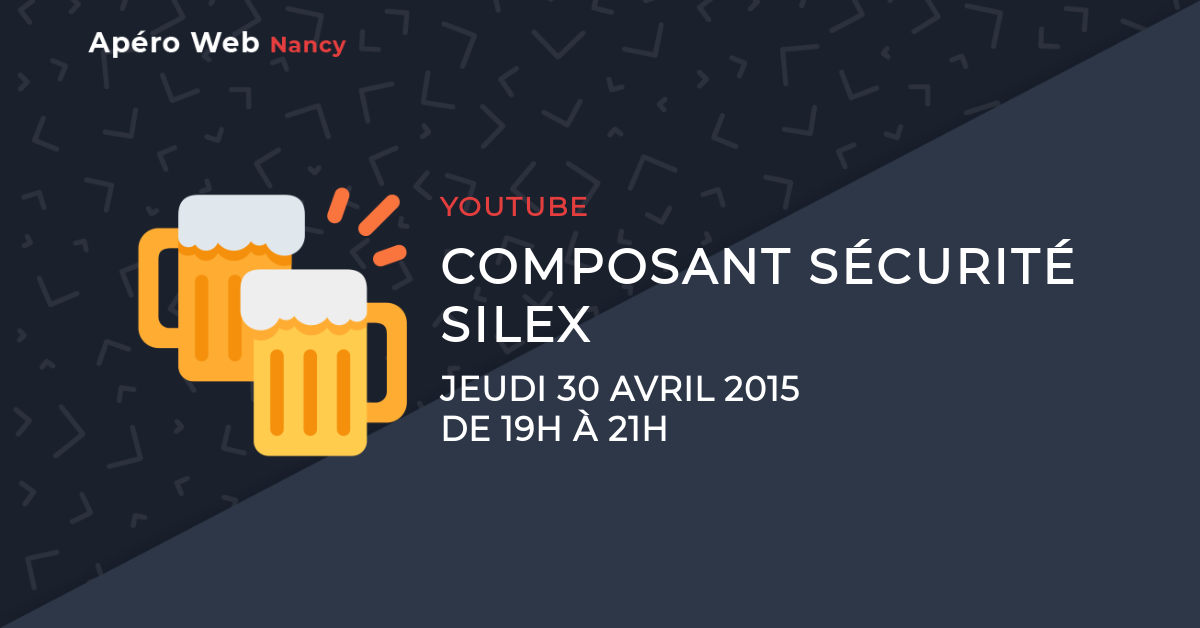 Apéro Web Nancy
YOUTUBE
COMPOSANT SÉCURITÉ
SILEX
JEUDI 30 AVRIL 2015
DE 19H À 21H